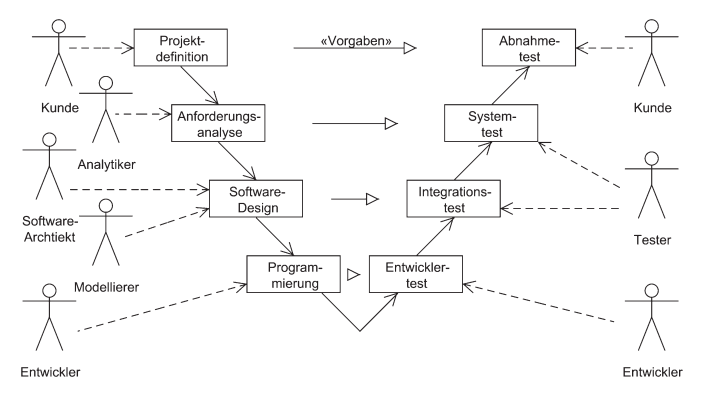 Projekt-
definition
«Vorgaben»
Abnahme-
test
Kunde
Kunde
Anforderungs-
analyse
System-
test
Analytiker
Software-
Design
Integrations-
test
Software-
Archtiekt
Tester
Modellierer
Program-
mierung
Entwickler-
test
Entwickler
Entwickler